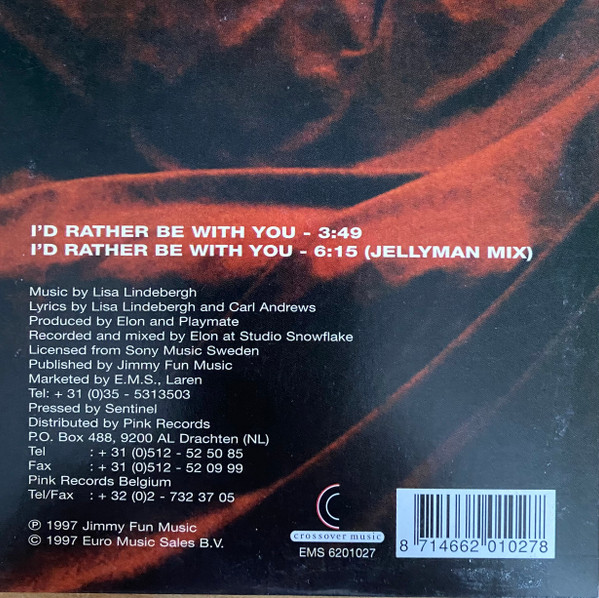 I'D RATHER BE WITH YOU - 3:49
I'D RATHER BE WITH YOU - 6:15 (JELLYMAN MIX)
Music by Lisa Lindebergh
Lyrics by Lisa Lindebergh and Carl Andrews
Produced by Elon and Playmate
Recorded and mixed by Elon at Studio Snowflake
Licensed from Sony Music Sweden
Published by Jimmy Fun Music
Marketed by E.M.S., Laren
Tel: + 31 (0)35 - 5313503
Pressed by Sentinel
Distributed by Pink Records
P.O. Box 488, 9200 AL Drachten (NL)
Tel : + 31 (0)512 - 52 50 85
Fax : + 31 (0)512 - 52 09 99
Pink Records Belgium
Tel/Fax : + 32 (0)2 - 732 37 05
℗ 1997 Jimmy Fun Music
© 1997 Euro Music Sales B.V.
crossover music
EMS 6201027
8 714662 010278